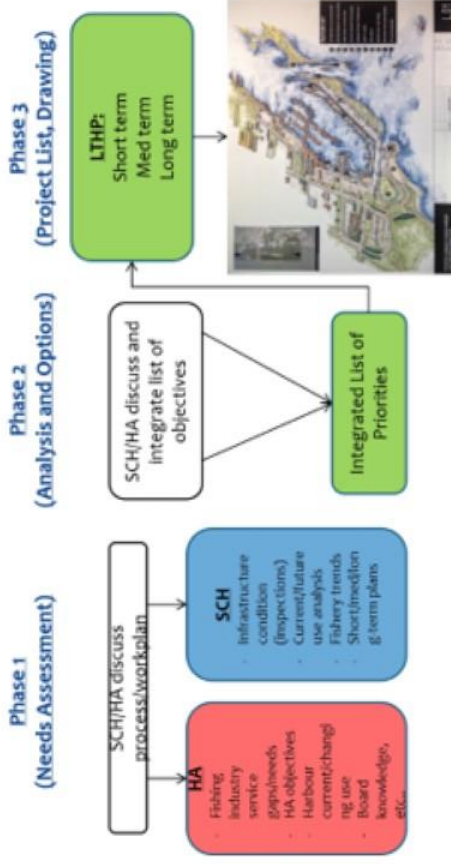 Phase 1
(Needs Assessment)
SCH/HA discuss
process/workplan
HA
· Fishing
industry
service
gaps/needs
· HA objectives
· Harbour
current/changi
ng use
· Board
knowledge,
etc..
SCH
· Infrastructure
condition
(inspections)
· Current/future
use analysis
· Fishery trends
· Short/med/lon
g-term plans
Phase 2
(Analysis and Options)
SCH/HA discuss and
integrate list of
objectives
Integrated List of
Priorities
Phase 3
(Project List, Drawing)
LTHP:
Short term
Med term
Long term